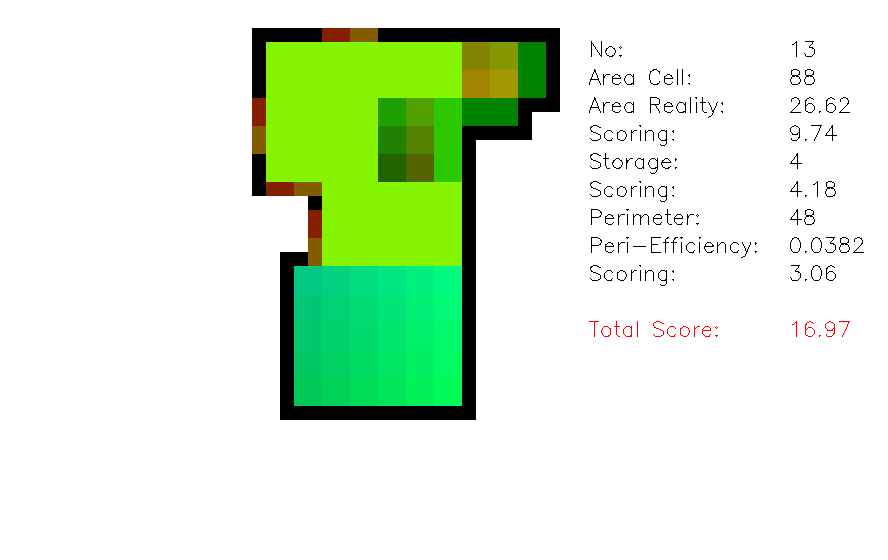 No: 13
Area Cell: 88
Area Reality: 26.62
Scoring: 9.74
Storage: 4
Scoring: 4.18
Perimeter: 48
Peri-Efficiency: 0.0382
Scoring: 3.06
Total Score: 16.97